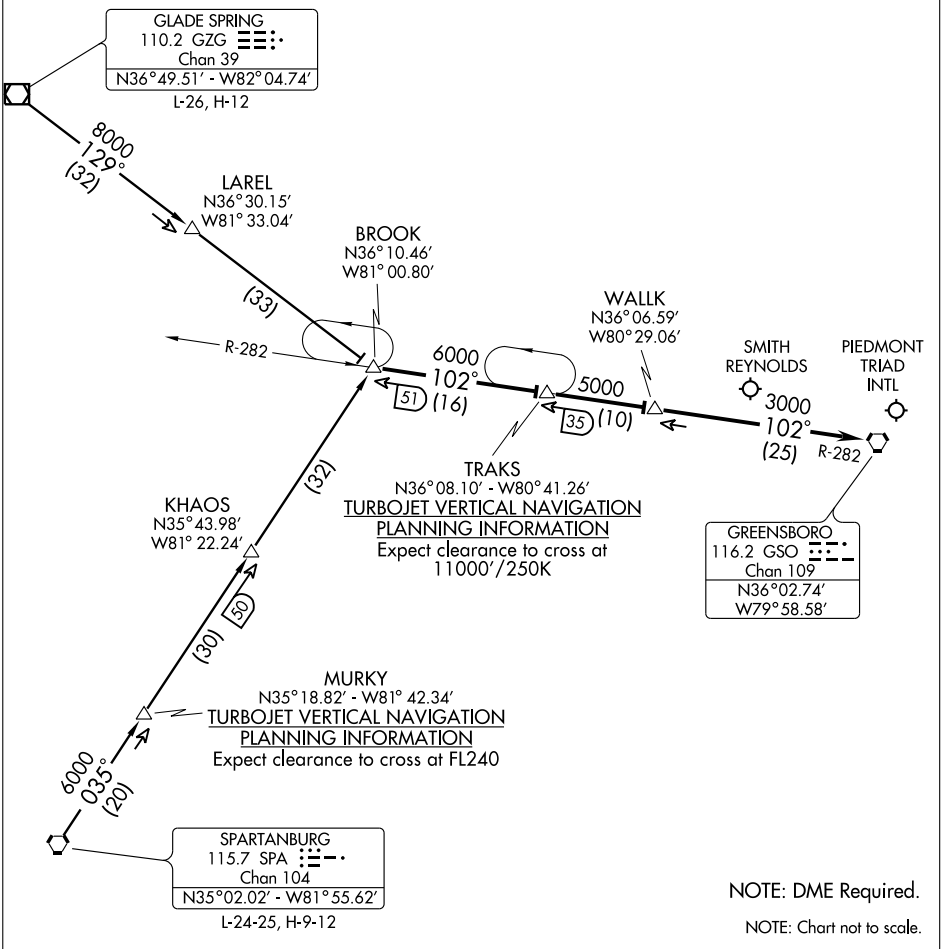 GLADE SPRING
110.2 GZG
Chan 39
N36°49.51' - W82°04.74'
L-26, H-12
8000
129°
(32)
LAREL
N36°30.15'
W81°33.04'
(33)
BROOK
N36°10.46'
W81°00.80'
R-282
6000
102°
(16)
51
WALLK
N36°06.59'
W80°29.06'
5000
(10)
35
SMITH
REYNOLDS
PIEDMONT
TRIAD
INTL
3000
102°
(25)
R-282
TRAKS
N36°08.10' - W80°41.26'
TURBOJET VERTICAL NAVIGATION
PLANNING INFORMATION
Expect clearance to cross at
11000'/250K
GREENSBORO
116.2 GSO
Chan 109
N36°02.74'
W79°58.58'
(32)
KHAOS
N35°43.98'
W81°22.24'
50
(30)
MURKY
N35°18.82' - W81°42.34'
TURBOJET VERTICAL NAVIGATION
PLANNING INFORMATION
Expect clearance to cross at FL240
6000
035°
(20)
SPARTANBURG
115.7 SPA
Chan 104
N35°02.02' - W81°55.62'
L-24-25, H-9-12
NOTE: DME Required.
NOTE: Chart not to scale.